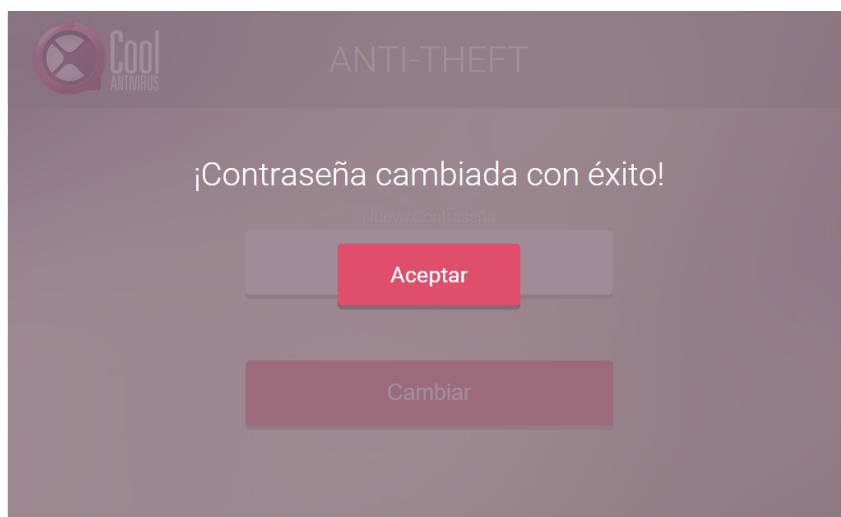 Cool
ANTIVIRUS
ANTI-THEFT
¡Contraseña cambiada con éxito!
Nueva Contraseña
Aceptar
Cambiar